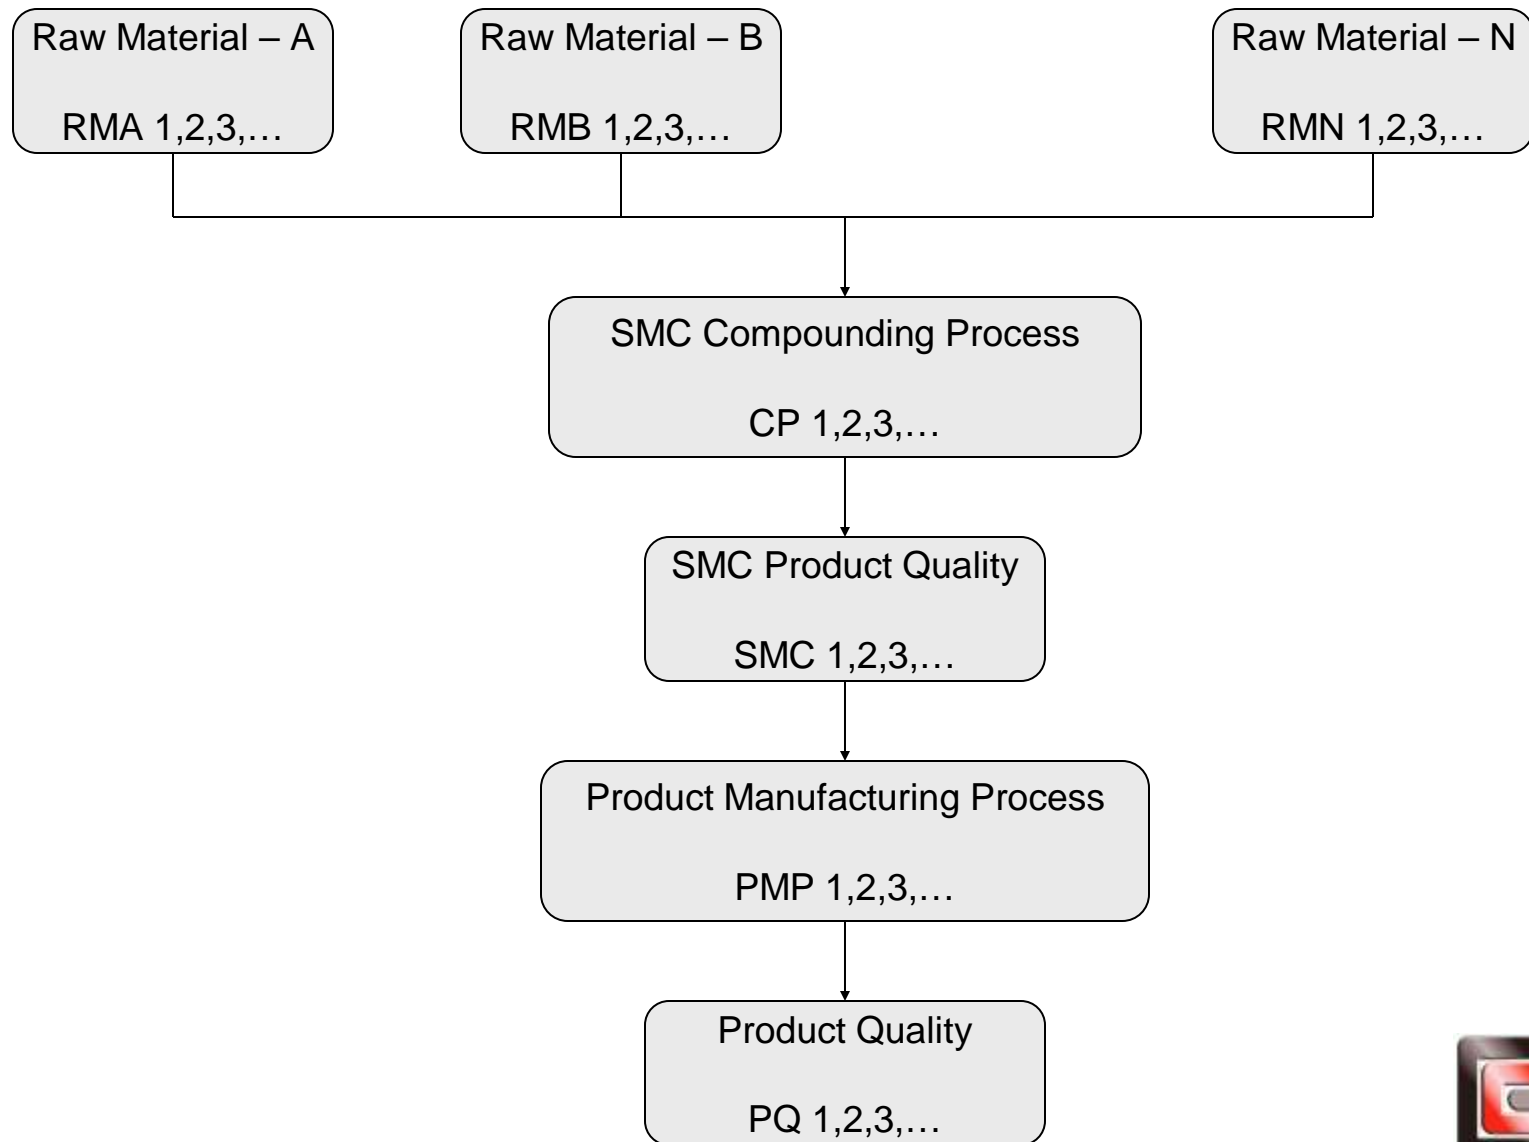 Raw Material – A
RMA 1,2,3,…
Raw Material – B
RMB 1,2,3,…
Raw Material – N
RMN 1,2,3,…
SMC Compounding Process
CP 1,2,3,…
SMC Product Quality
SMC 1,2,3,…
Product Manufacturing Process
PMP 1,2,3,…
Product Quality
PQ 1,2,3,…